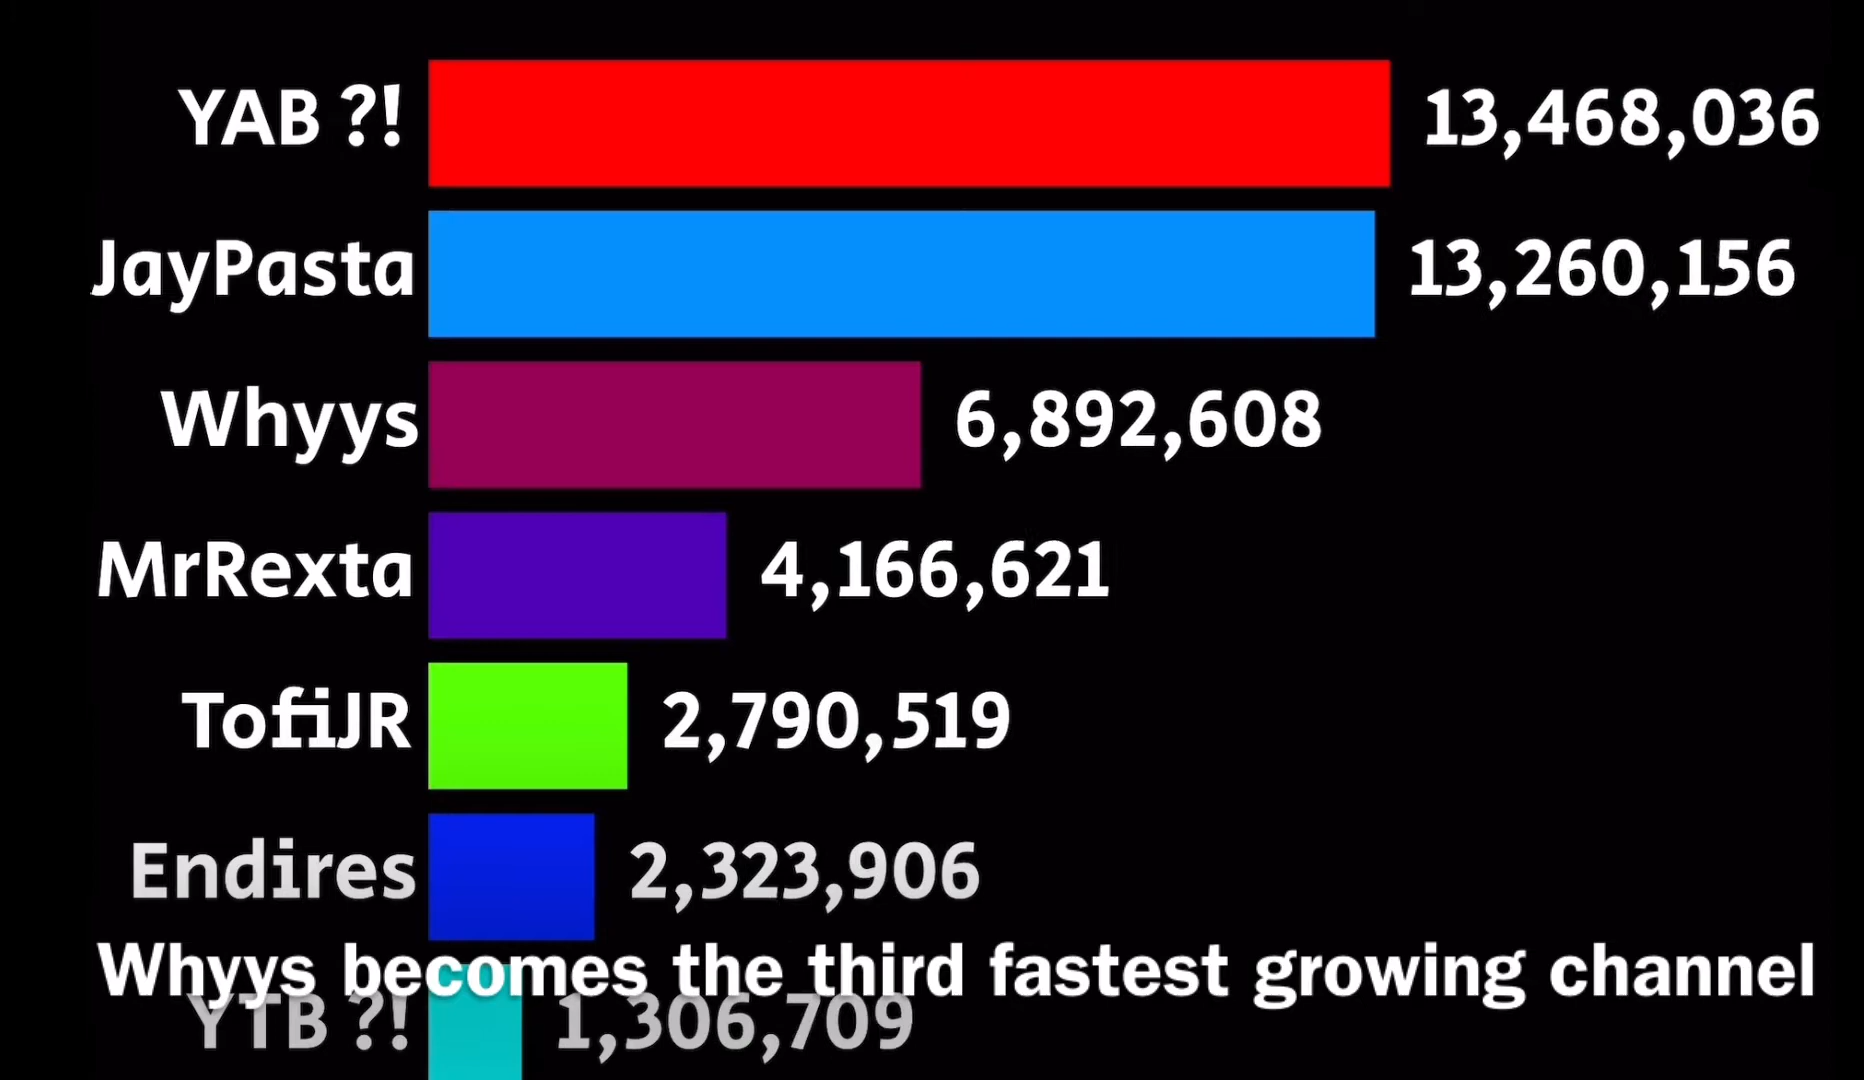 YAB ?! 13,468,036
JayPasta 13,260,156
Whyys 6,892,608
MrRexta 4,166,621
TofiJR 2,790,519
Endires 2,323,906
Whyys becomes the third fastest growing channel
YTB ?! 1,306,709